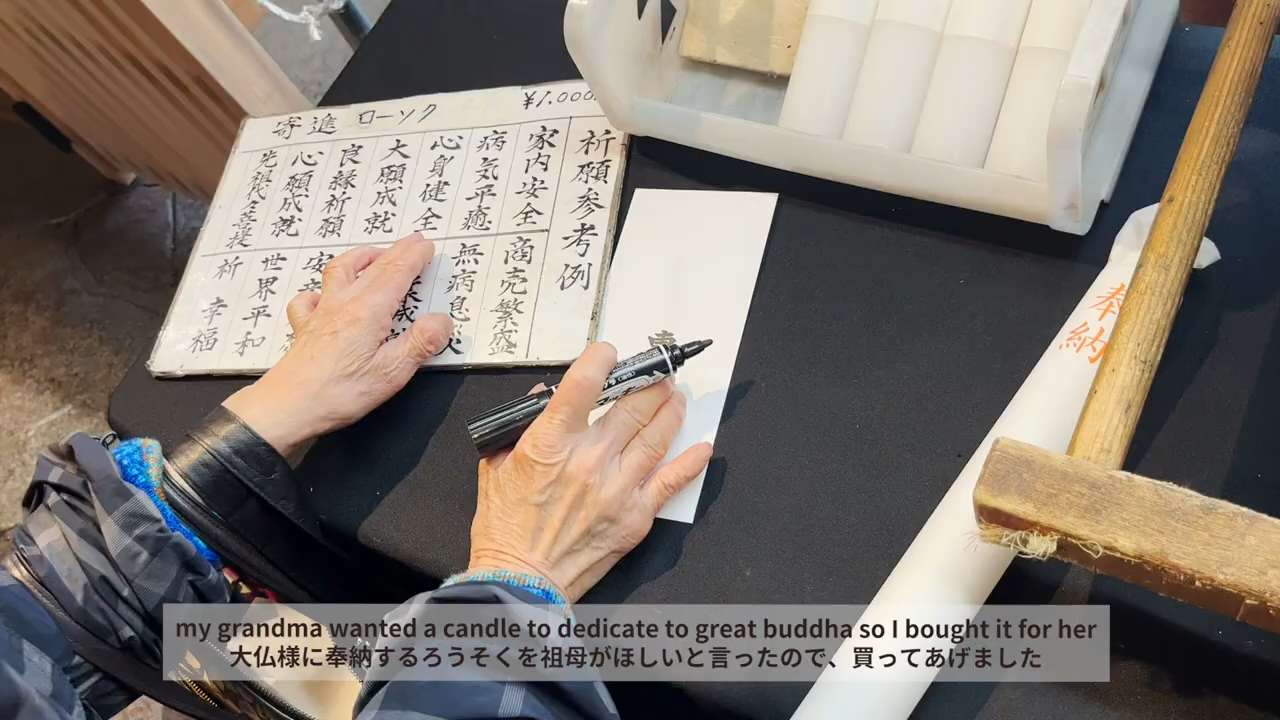 寄進 ローソク ¥1.000.
祈願参考例
家内安全
病気平癒
心身健全
大願成就
良縁祈願
心願成就
先祖代々菩提
商売繁盛
無病息災
世界平和
祈 幸福
奉納
my grandma wanted a candle to dedicate to great buddha so I bought it for her
大仏様に奉納するろうそくを祖母がほしいと言ったので、買ってあげました